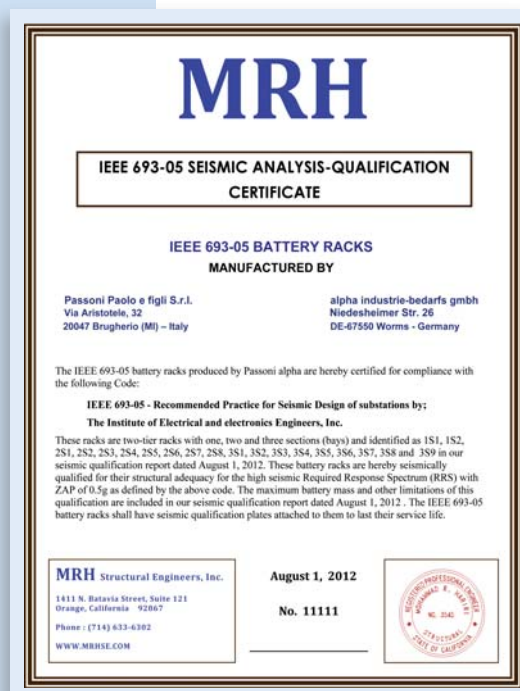 MRH
IEEE 693-05 SEISMIC ANALYSIS-QUALIFICATION
CERTIFICATE
IEEE 693-05 BATTERY RACKS
MANUFACTURED BY
Passoni Paolo e figli S.r.l.
Via Aristotele, 32
20047 Brugherio (MI) – Italy
alpha industrie-bedarfs gmbh
Niedesheimer Str. 26
DE-67550 Worms - Germany
The IEEE 693-05 battery racks produced by Passoni alpha are hereby certified for compliance with
the following Code:
IEEE 693-05 - Recommended Practice for Seismic Design of substations by;
The Institute of Electrical and electronics Engineers, Inc.
These racks are two-tier racks with one, two and three sections (bays) and identified as 1S1, 1S2,
2S1, 2S2, 2S3, 2S4, 2S5, 2S6, 2S7, 2S8, 3S1, 3S2, 3S3, 3S4, 3S5, 3S6, 3S7, 3S8 and 3S9 in our
seismic qualification report dated August 1, 2012. These battery racks are hereby seismically
qualified for their structural adequacy for the high seismic Required Response Spectrum (RRS) with
ZAP of 0.5g as defined by the above code. The maximum battery mass and other limitations of this
qualification are included in our seismic qualification report dated August 1, 2012 . The IEEE 693-05
battery racks shall have seismic qualification plates attached to them to last their service life.
MRH Structural Engineers, Inc.
1411 N. Batavia Street, Suite 121
Orange, California 92867
Phone : (714) 633-6302
WWW.MRHSE.COM
August 1, 2012
No. 11111
REGISTERED PROFESSIONAL ENGINEER
MOHAMMAD R. HARIRI
STRUCTURAL
STATE OF CALIFORNIA